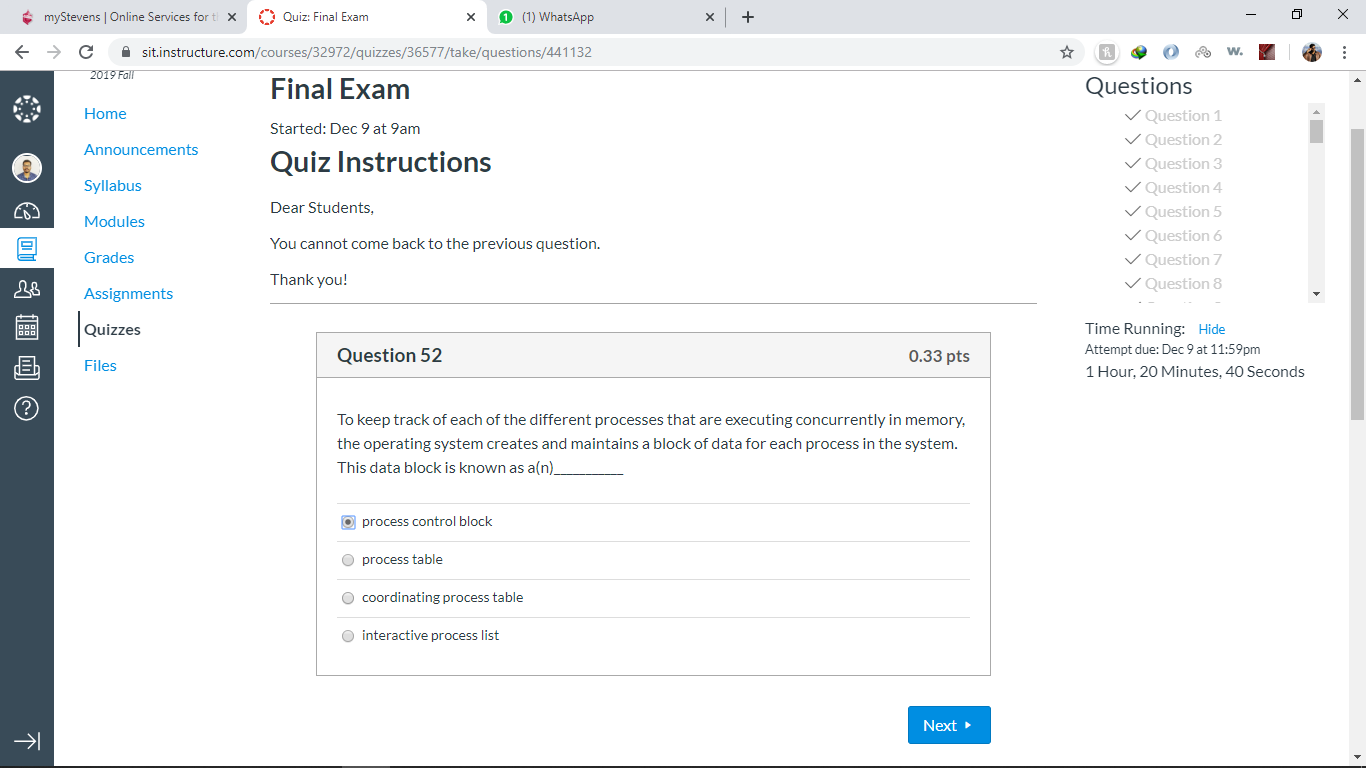 myStevens | Online Services for t
Quiz: Final Exam
1 (1) WhatsApp
sit.instructure.com/courses/32972/quizzes/36577/take/questions/441132
2019 Fall
Home
Announcements
Syllabus
Modules
Grades
Assignments
Quizzes
Files
Final Exam
Started: Dec 9 at 9am
Quiz Instructions
Dear Students,
You cannot come back to the previous question.
Thank you!
Question 52 0.33 pts
To keep track of each of the different processes that are executing concurrently in memory,
the operating system creates and maintains a block of data for each process in the system.
This data block is known as a(n)___________
process control block
process table
coordinating process table
interactive process list
Next
Questions
Question 1
Question 2
Question 3
Question 4
Question 5
Question 6
Question 7
Question 8
Time Running: Hide
Attempt due: Dec 9 at 11:59pm
1 Hour, 20 Minutes, 40 Seconds